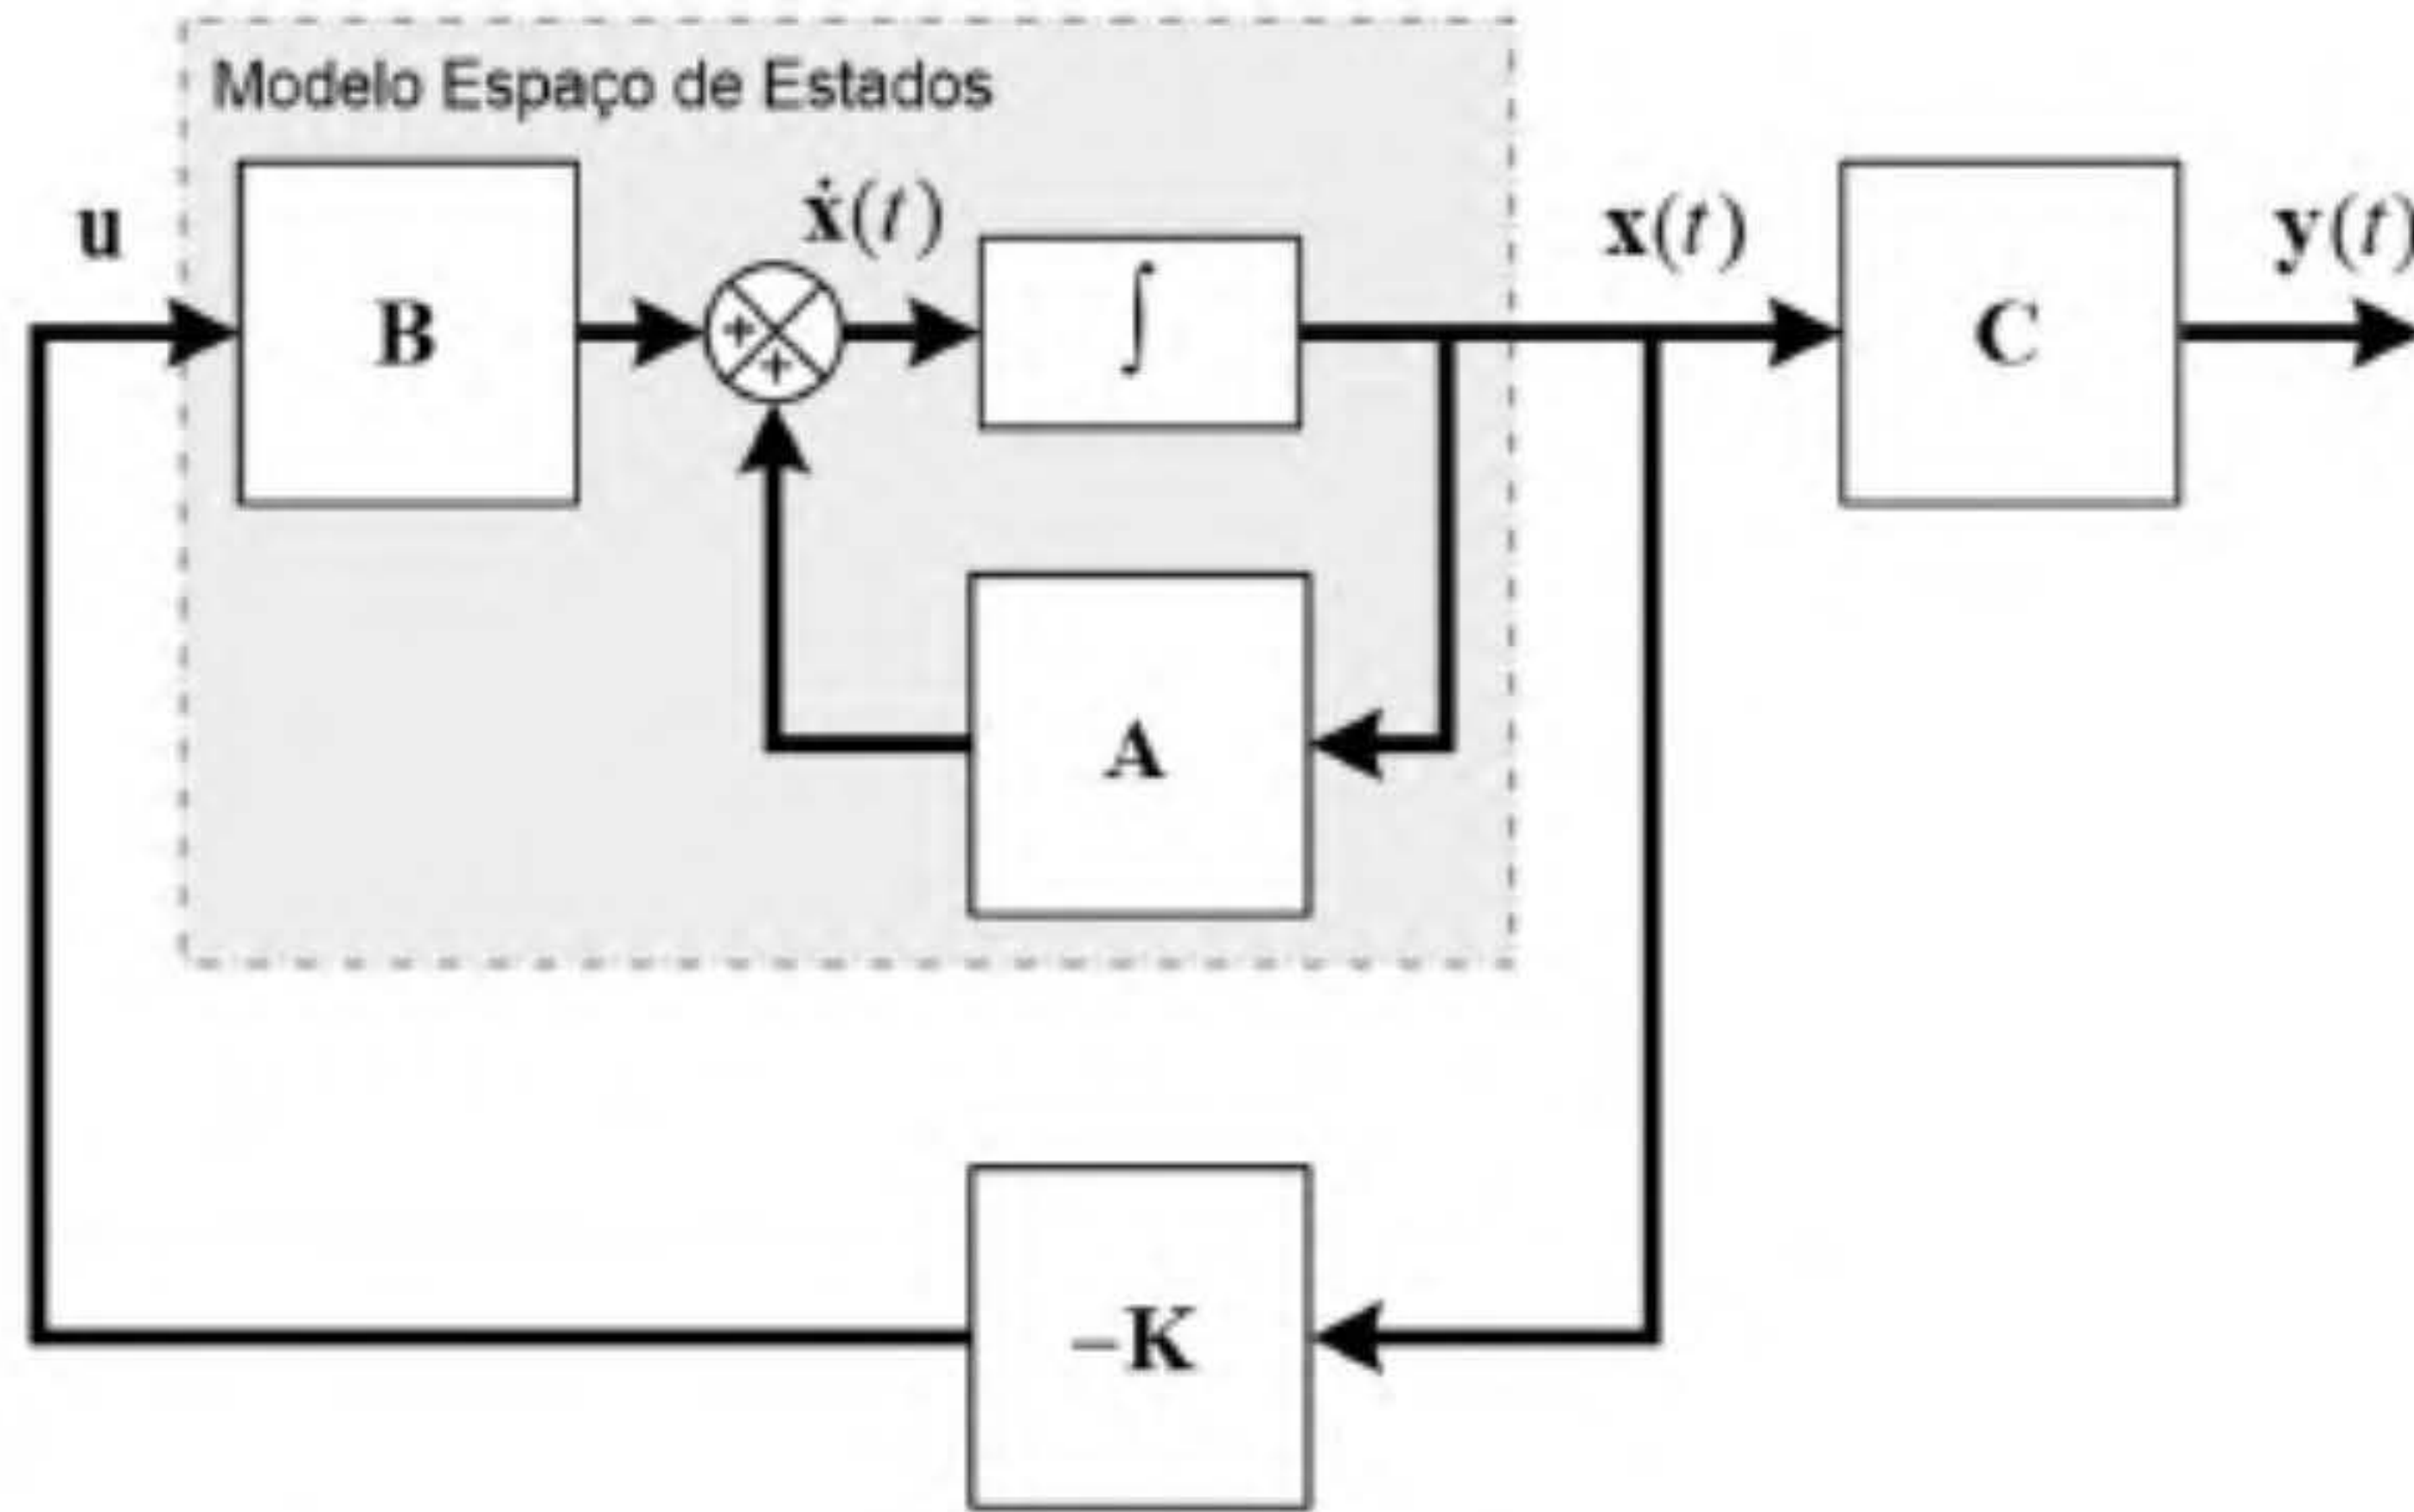 Modelo Espaço de Estados
u
B
ẋ(t)
∫
x(t)
C
y(t)
+
+
A
–K